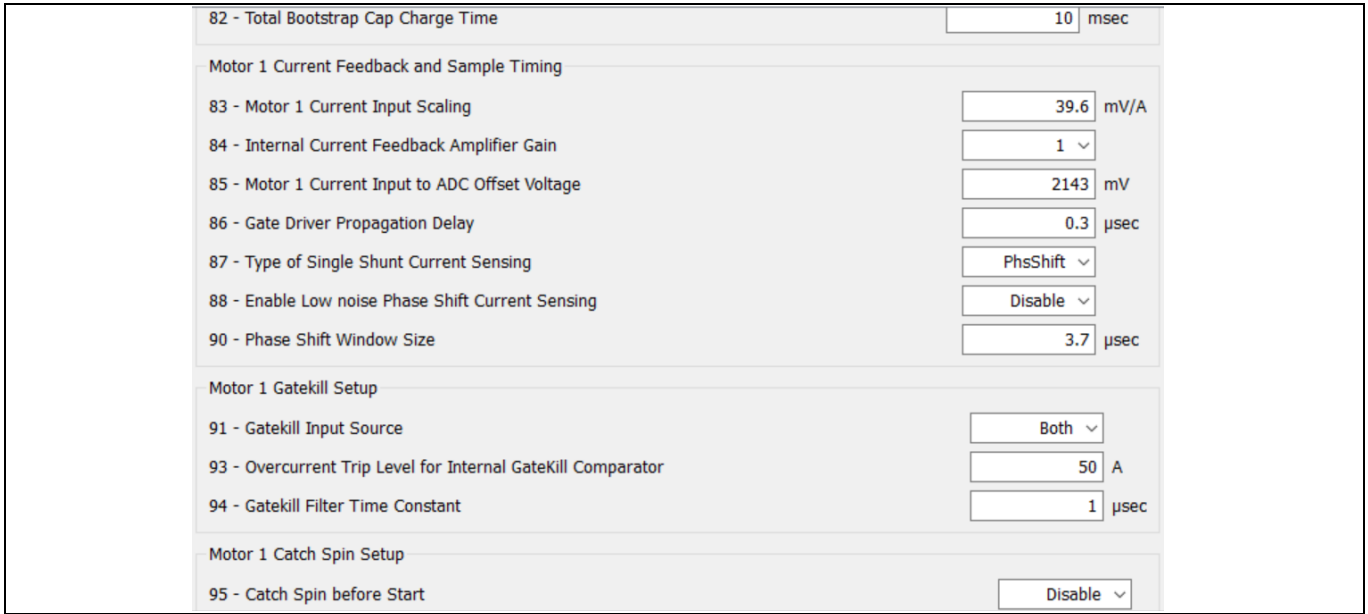 82 - Total Bootstrap Cap Charge Time 10 msec
Motor 1 Current Feedback and Sample Timing
83 - Motor 1 Current Input Scaling 39.6 mV/A
84 - Internal Current Feedback Amplifier Gain 1
85 - Motor 1 Current Input to ADC Offset Voltage 2143 mV
86 - Gate Driver Propagation Delay 0.3 µsec
87 - Type of Single Shunt Current Sensing PhsShift
88 - Enable Low noise Phase Shift Current Sensing Disable
90 - Phase Shift Window Size 3.7 µsec
Motor 1 Gatekill Setup
91 - Gatekill Input Source Both
93 - Overcurrent Trip Level for Internal GateKill Comparator 50 A
94 - Gatekill Filter Time Constant 1 µsec
Motor 1 Catch Spin Setup
95 - Catch Spin before Start Disable